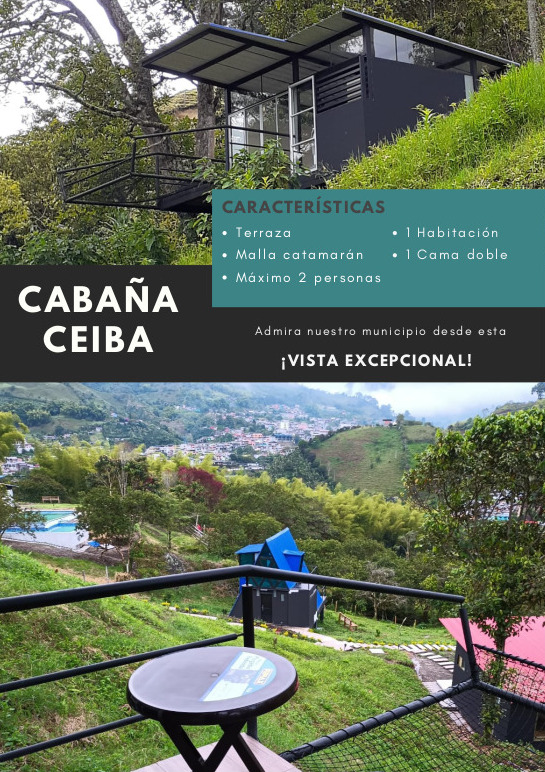 CARACTERÍSTICAS
• Terraza
• Malla catamarán
• Máximo 2 personas
• 1 Habitación
• 1 Cama doble
CABAÑA
CEIBA
Admira nuestro municipio desde esta
¡VISTA EXCEPCIONAL!